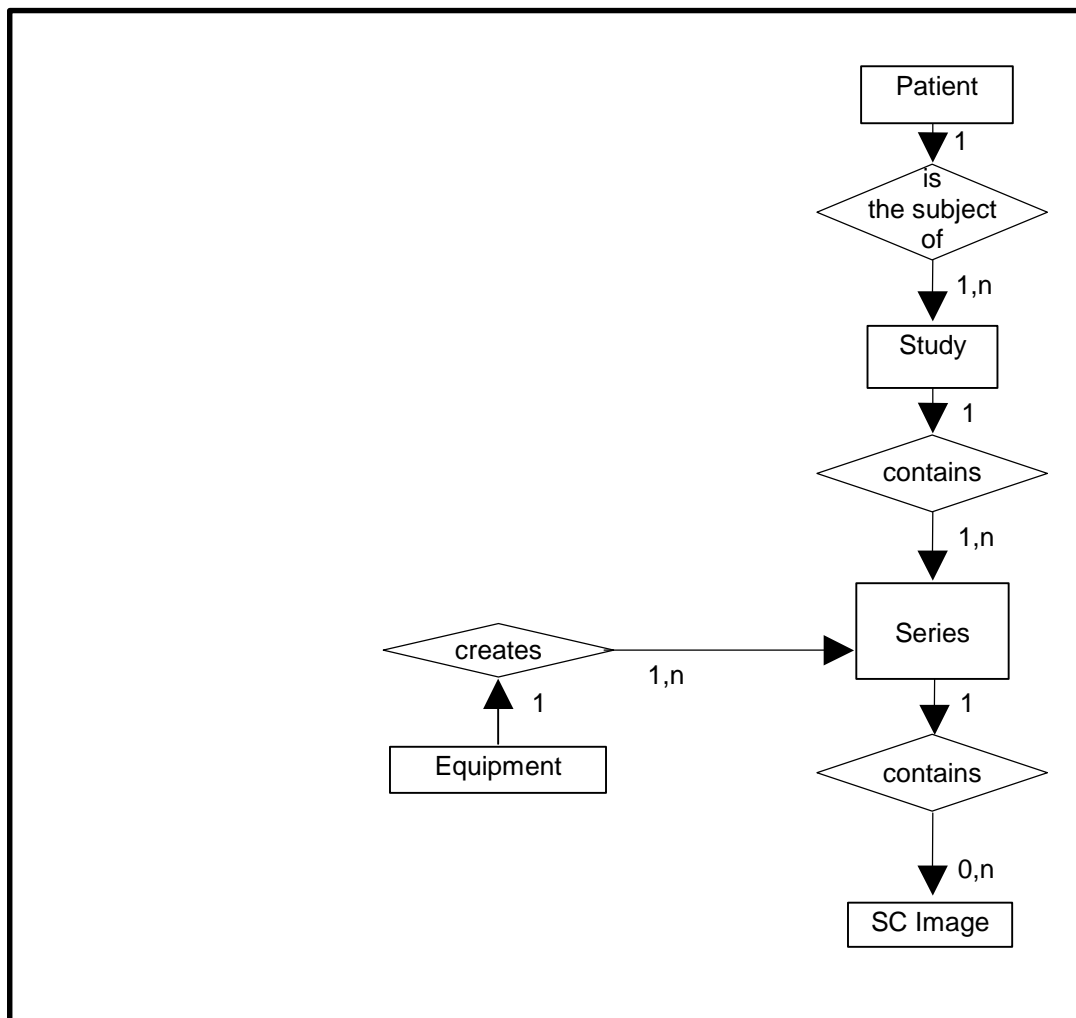 Patient
1
is
the subject
of
1,n
Study
1
contains
1,n
Series
creates
1,n
1
1
Equipment
contains
0,n
SC Image